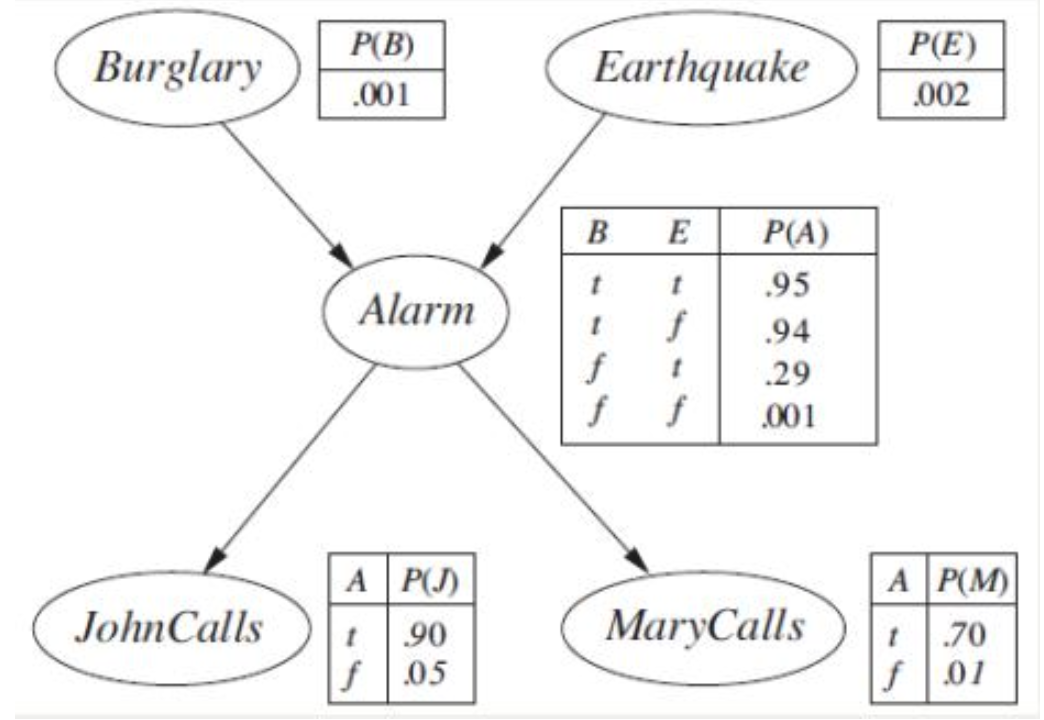 Burglary
P(B)
.001
Earthquake
P(E)
.002
B E P(A)
t t .95
t f .94
f t .29
f f .001
Alarm
JohnCalls
A P(J)
t .90
f .05
MaryCalls
A P(M)
t .70
f .01